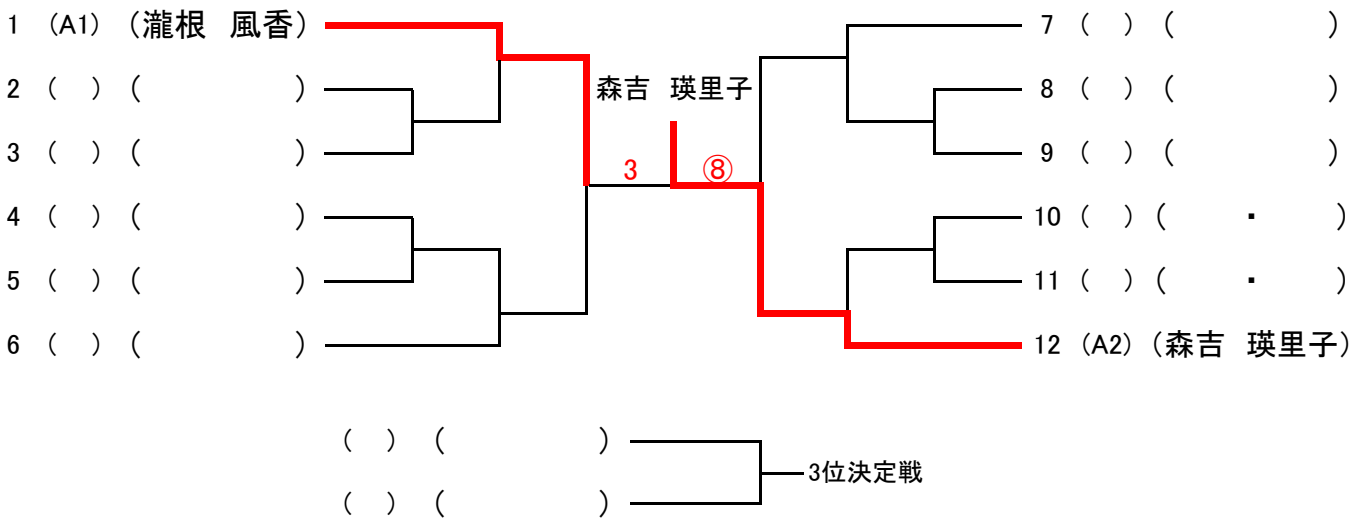 1 (A1) (瀧根 風香)
2 ( ) ( )
3 ( ) ( )
4 ( ) ( )
5 ( ) ( )
6 ( ) ( )
森吉 瑛里子
3 ⑧
7 ( ) ( )
8 ( ) ( )
9 ( ) ( )
10 ( ) ( ・ )
11 ( ) ( ・ )
12 (A2) (森吉 瑛里子)
( ) ( )
( ) ( )
3位決定戦